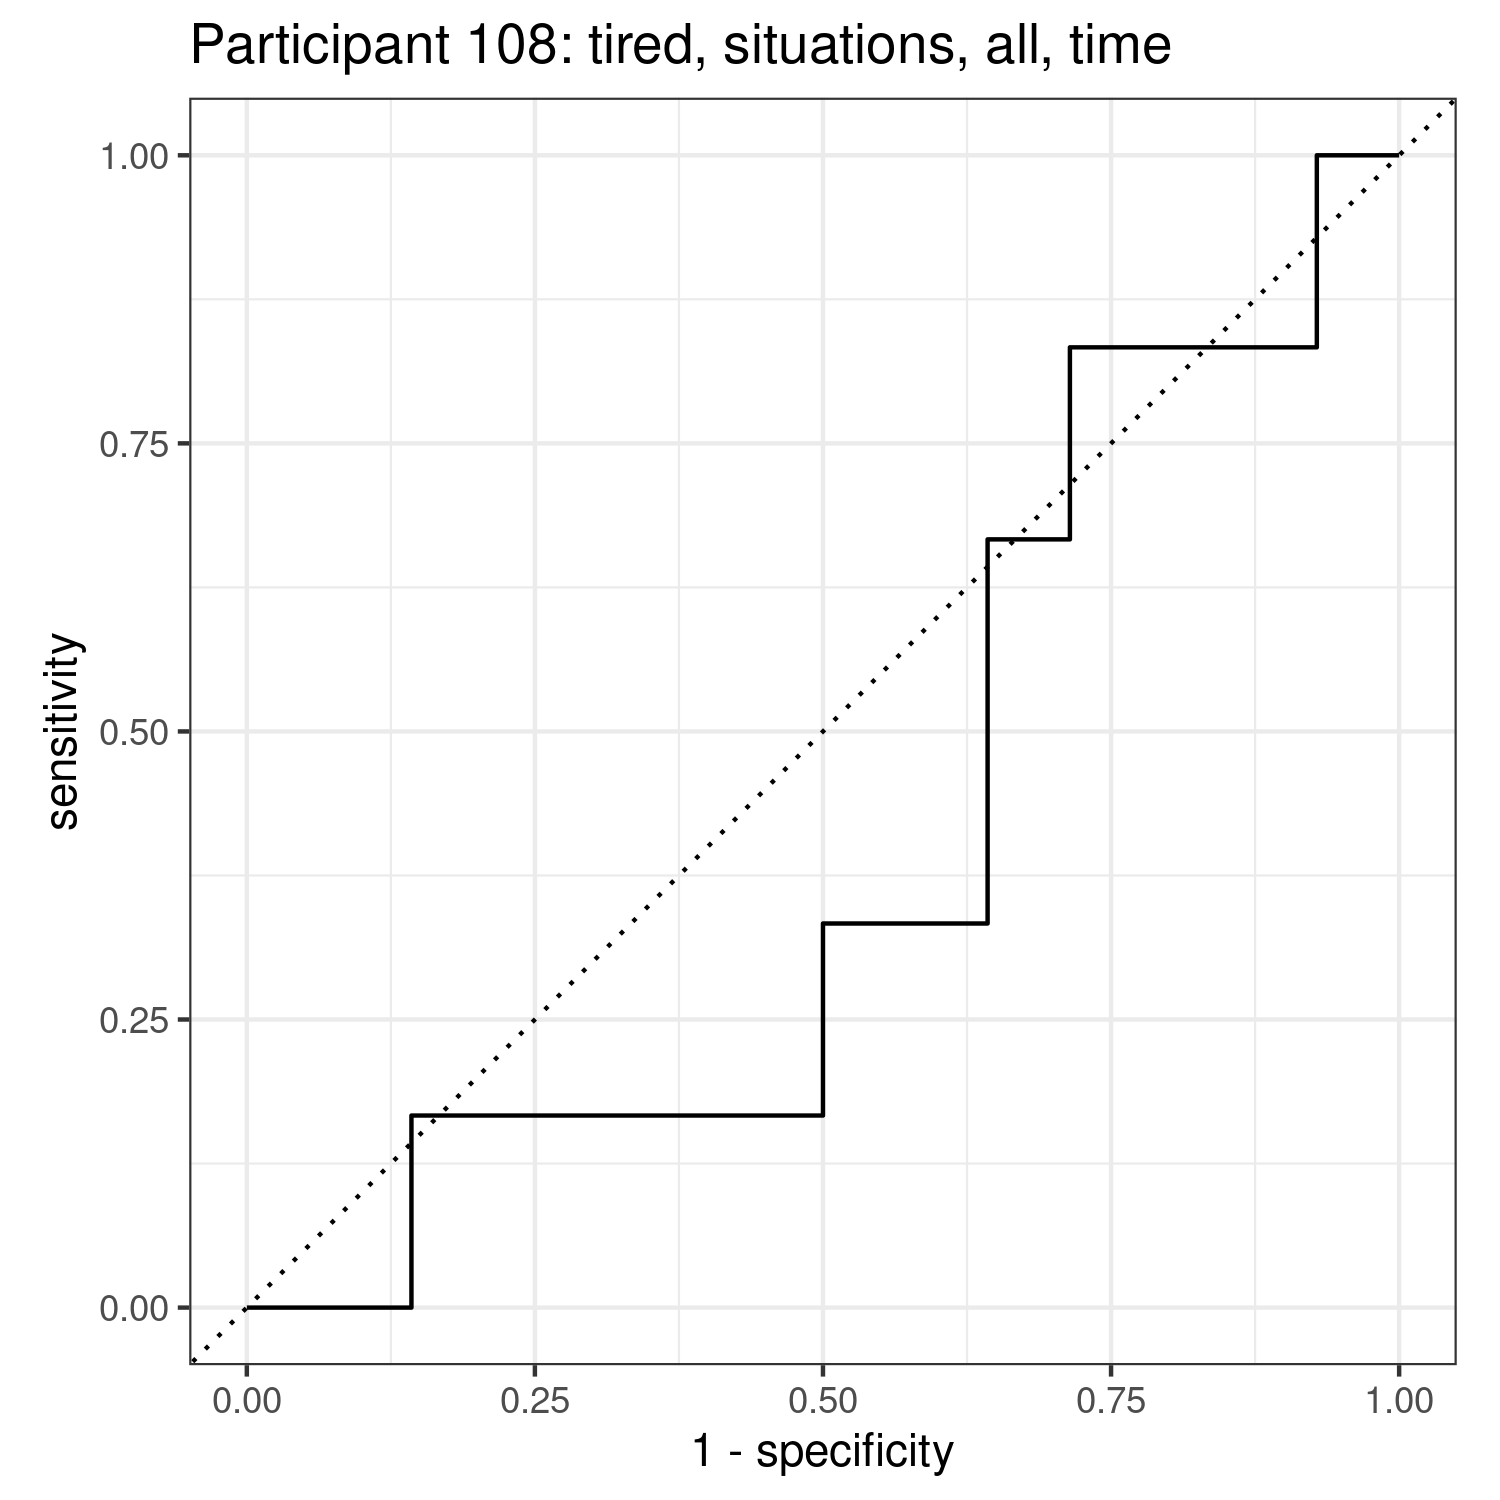 Participant 108: tired, situations, all, time
1.00
0.75
0.50
0.25
0.00
sensitivity
0.00 0.25 0.50 0.75 1.00
1 - specificity